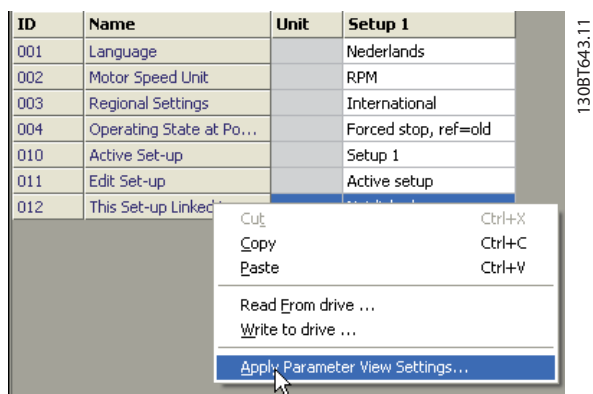 ID Name Unit Setup 1
001 Language Nederlands
002 Motor Speed Unit RPM
003 Regional Settings International
004 Operating State at Po... Forced stop, ref=old
010 Active Set-up Setup 1
011 Edit Set-up Active setup
012 This Set-up Linked
Cut Ctrl+X
Copy Ctrl+C
Paste Ctrl+V
Read From drive ...
Write to drive ...
Apply Parameter View Settings...
130BT643.11